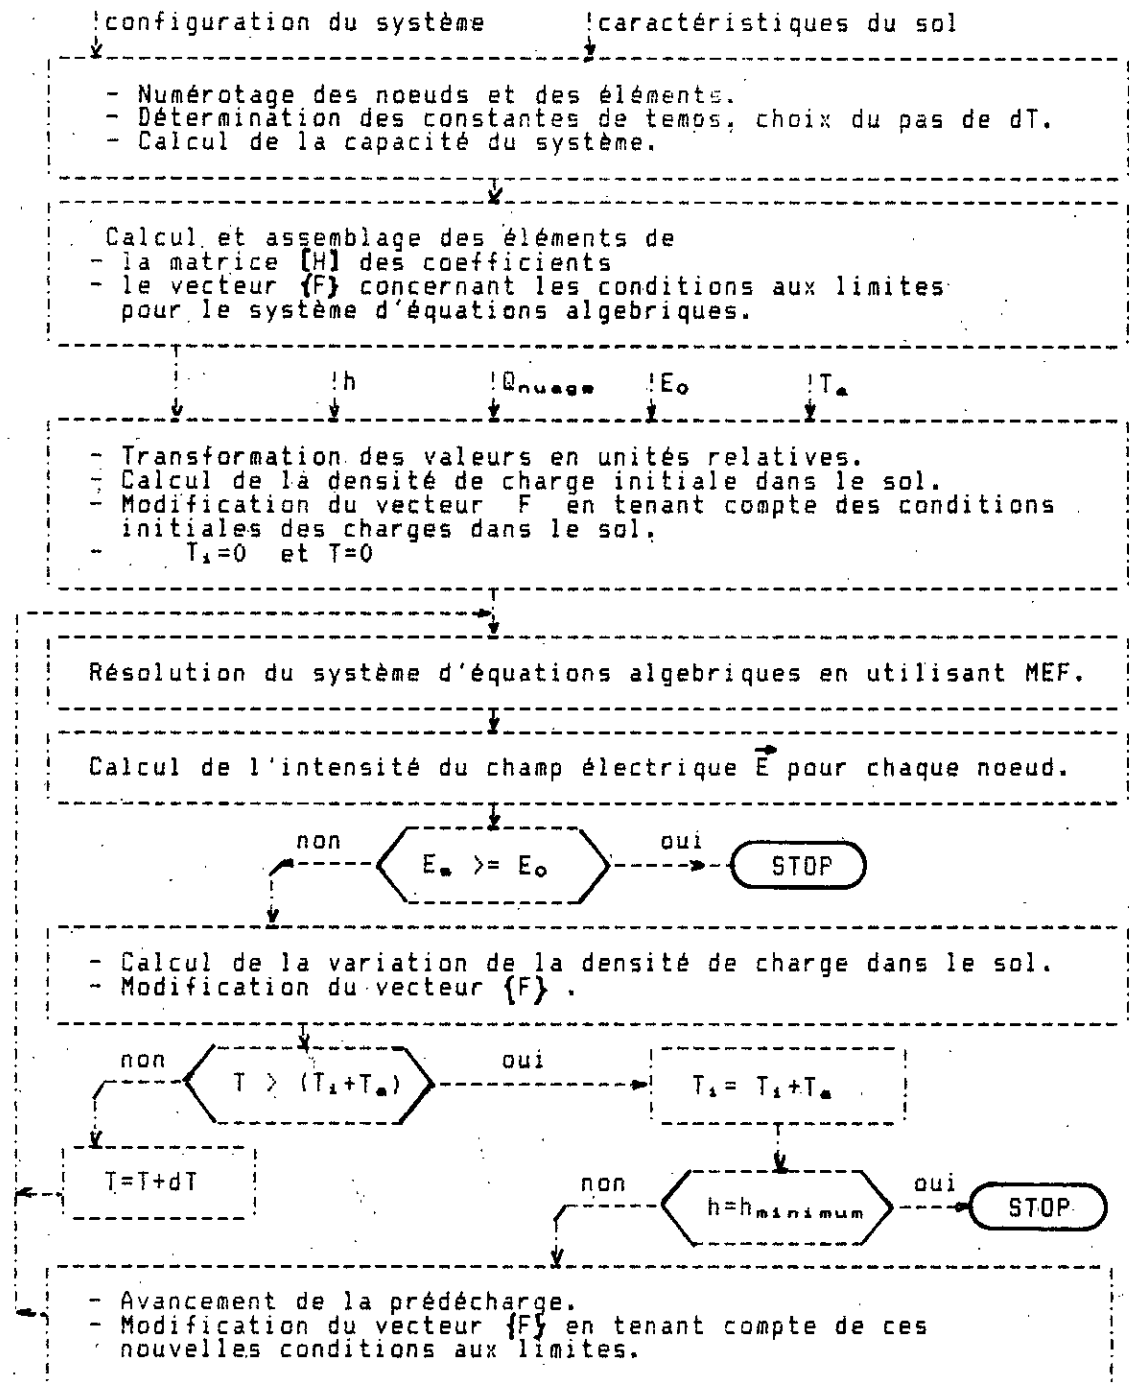 !configuration du système !caractéristiques du sol
- Numérotage des noeuds et des éléments.
- Détermination des constantes de temps, choix du pas de dT.
- Calcul de la capacité du système.
Calcul et assemblage des éléments de
- la matrice [H] des coefficients
- le vecteur {F} concernant les conditions aux limites
pour le système d'équations algebriques.
!h !Qnuage !Eo !Ta
- Transformation des valeurs en unités relatives.
- Calcul de la densité de charge initiale dans le sol.
- Modification du vecteur F en tenant compte des conditions
initiales des charges dans le sol.
- Ti=0 et T=0
Résolution du système d'équations algebriques en utilisant MEF.
Calcul de l'intensité du champ électrique E pour chaque noeud.
non oui
Ea >= Eo STOP
- Calcul de la variation de la densité de charge dans le sol.
- Modification du vecteur {F} .
non oui
T > (Ti+Ta) Ti= Ti+Ta
T=T+dT
non oui
h=hminimum STOP
- Avancement de la prédécharge.
- Modification du vecteur {F} en tenant compte de ces
nouvelles conditions aux limites.